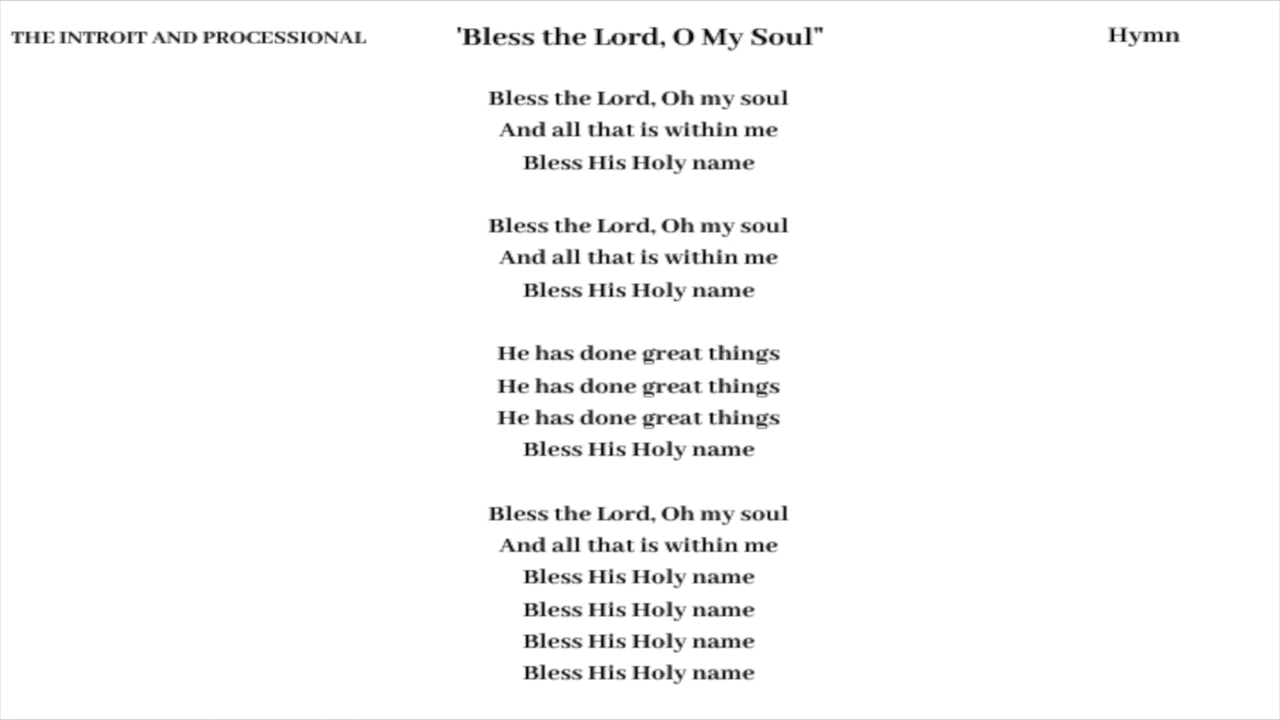 THE INTROIT AND PROCESSIONAL 'Bless the Lord, O My Soul" Hymn
Bless the Lord, Oh my soul
And all that is within me
Bless His Holy name
Bless the Lord, Oh my soul
And all that is within me
Bless His Holy name
He has done great things
He has done great things
He has done great things
Bless His Holy name
Bless the Lord, Oh my soul
And all that is within me
Bless His Holy name
Bless His Holy name
Bless His Holy name
Bless His Holy name